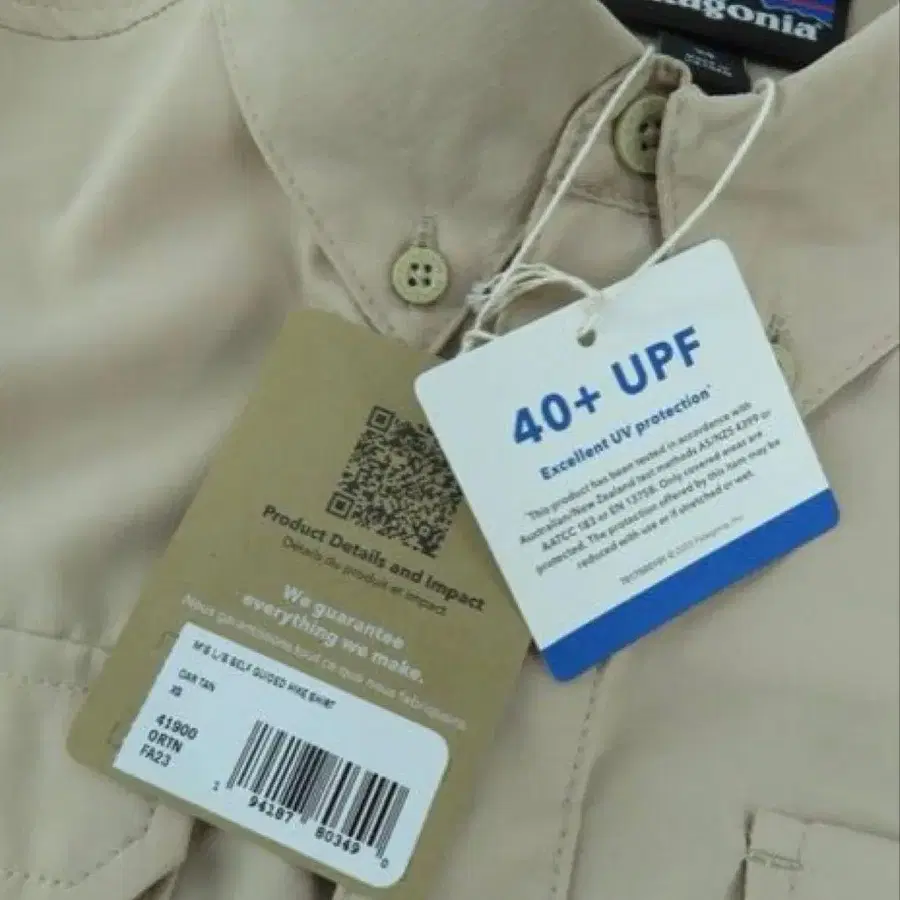 tagonia
40+ UPF
Excellent UV protection*
*This product has been tested in accordance with
Australian/New Zealand test methods AS/NZS 4399 or
AATCC 183 or EN 13758. Only covered areas are
protected. The protection offered by this item may be
reduced with use or if stretched or wet.
Product Details and Impact
Détails du produit et impact
We guarantee
everything we make.
Nous garantissons tout ce que nous fabriquons.
M'S L/S SELF GUIDED HIKE SHIRT
OAR TAN
XS
41900
ORTN
FA23
1 94187 80349 0